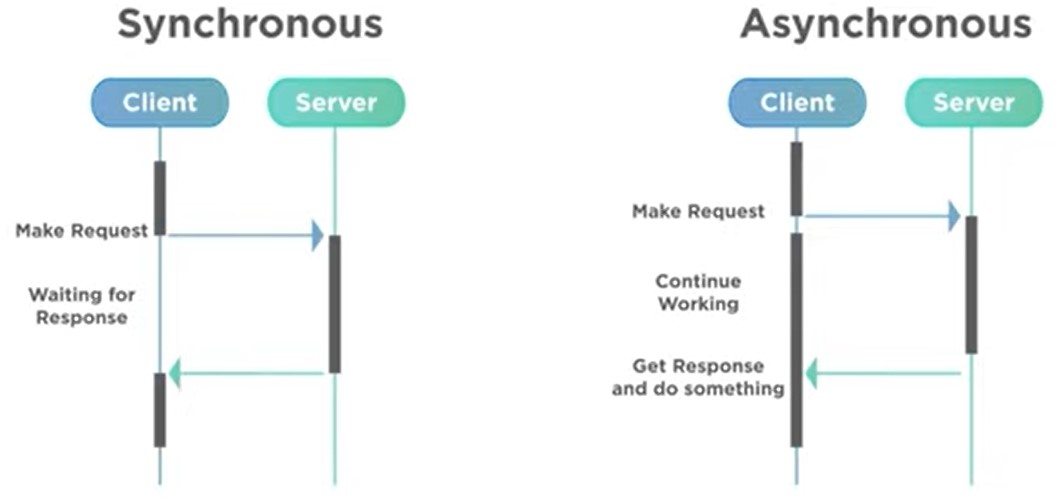 Synchronous
Client
Server
Make Request
Waiting for
Response
Asynchronous
Client
Server
Make Request
Continue
Working
Get Response
and do something